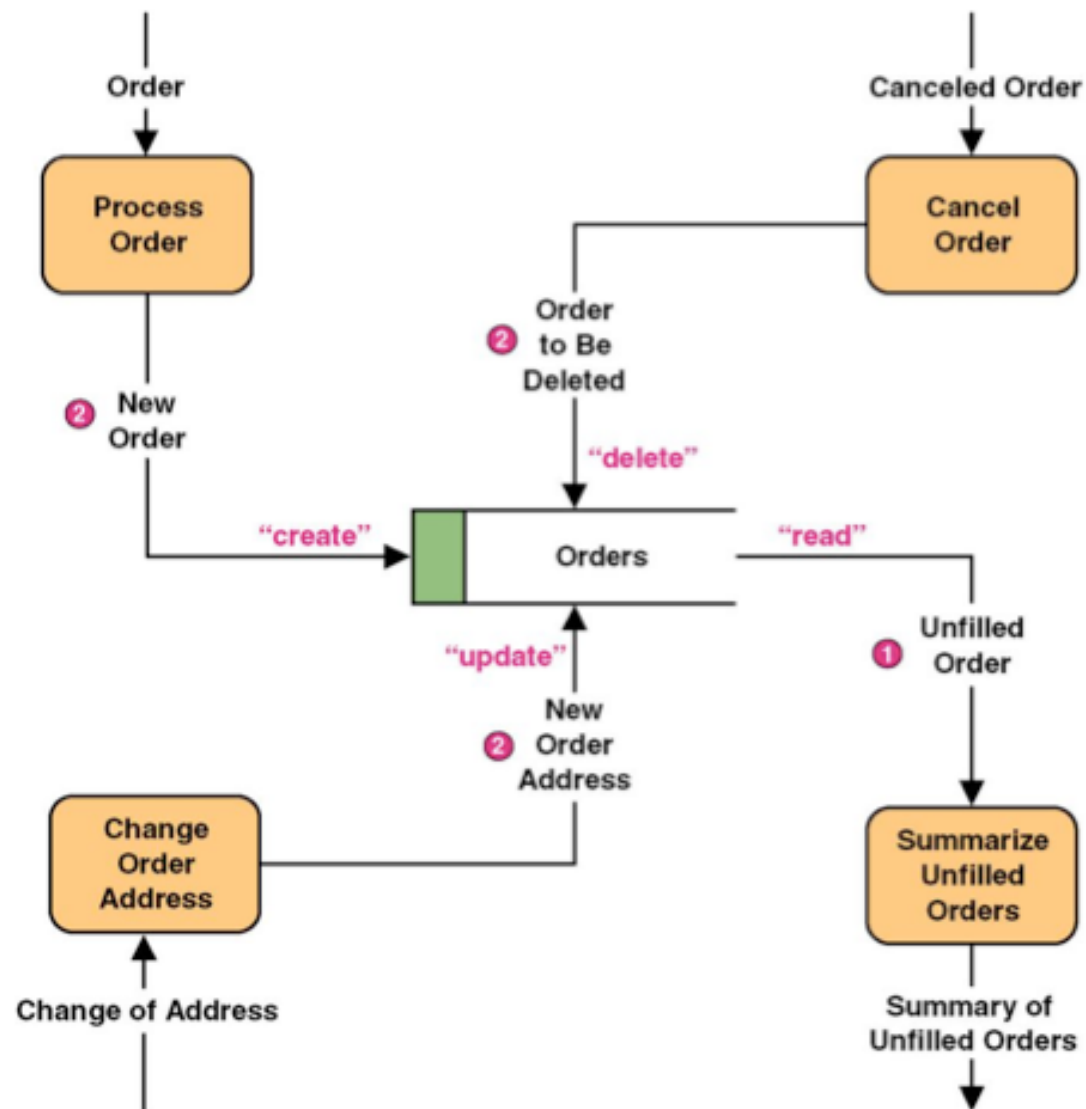 Order
Canceled Order
Process
Order
Cancel
Order
2
Order
to Be
Deleted
2
New
Order
“delete”
“create”
Orders
“read”
“update”
1
Unfilled
Order
2
New
Order
Address
Change
Order
Address
Summarize
Unfilled
Orders
Change of Address
Summary of
Unfilled Orders